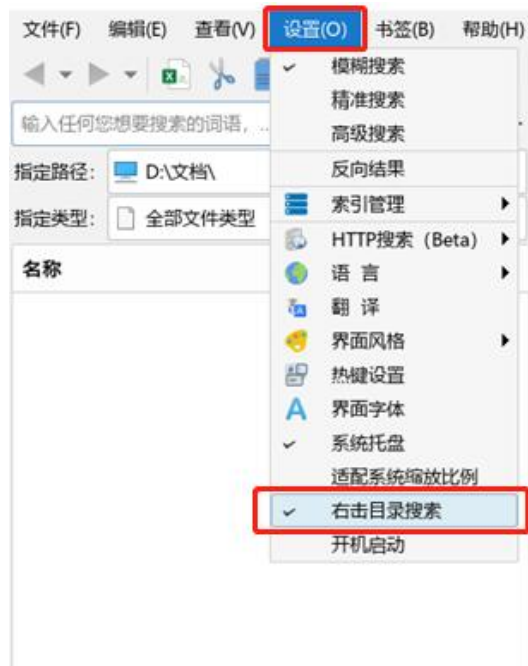 文件(F) 编辑(E) 查看(V) 设置(O) 书签(B) 帮助(H)
输入任何您想要搜索的词语，...
指定路径： D:\文档\
指定类型： 全部文件类型
名称
模糊搜索
精准搜索
高级搜索
反向结果
索引管理
HTTP搜索（Beta）
语 言
翻 译
界面风格
热键设置
界面字体
系统托盘
适配系统缩放比例
右击目录搜索
开机启动